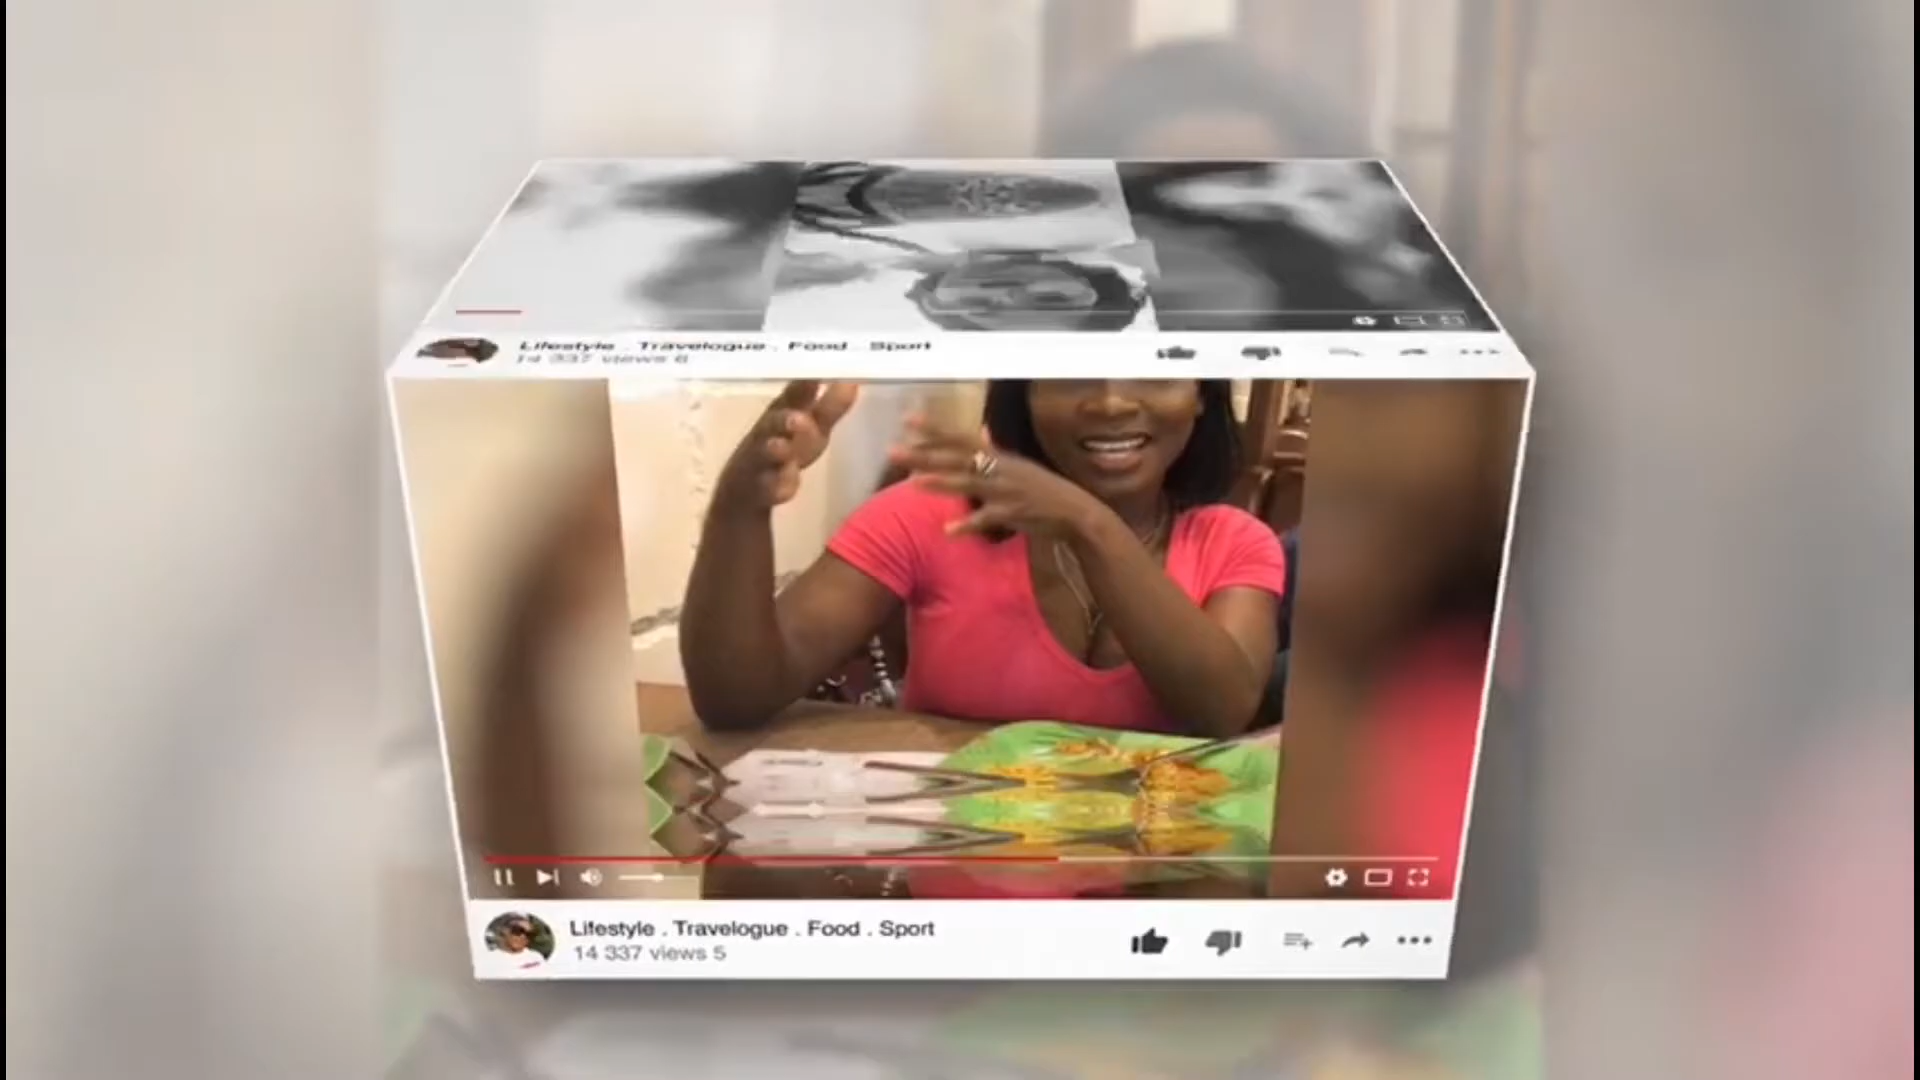 Lifestyle . Travelogue . Food . Sport
14 337 views 6
Lifestyle . Travelogue . Food . Sport
14 337 views 5